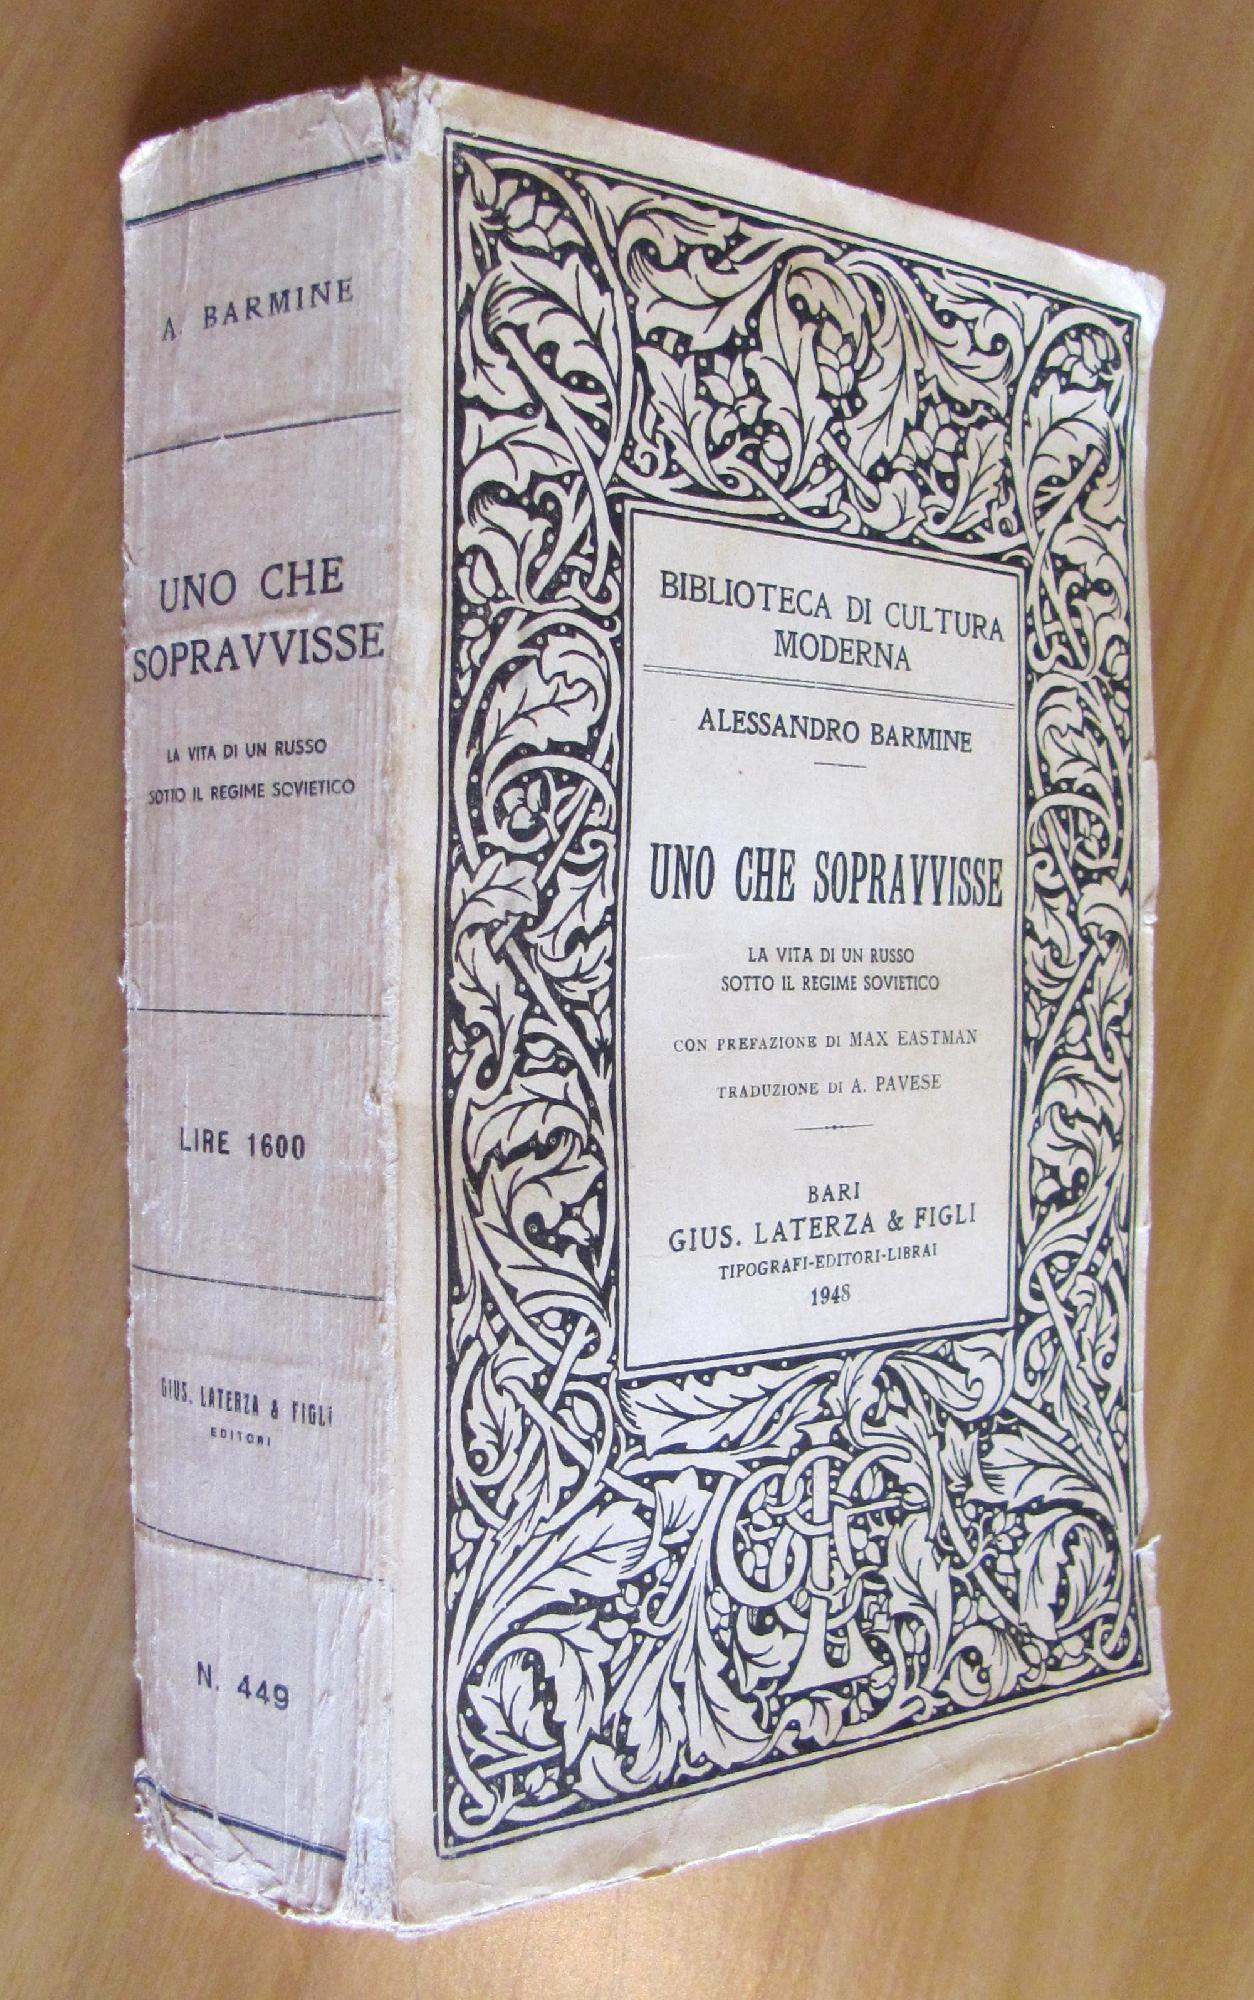 A. BARMINE
UNO CHE
SOPRAVVISSE
LA VITA DI UN RUSSO
SOTTO IL REGIME SOVIETICO
LIRE 1600
GIUS. LATERZA & FIGLI
EDITORI
N. 449
BIBLIOTECA DI CULTURA
MODERNA
ALESSANDRO BARMINE
UNO CHE SOPRAVVISSE
LA VITA DI UN RUSSO
SOTTO IL REGIME SOVIETICO
CON PREFAZIONE DI MAX EASTMAN
TRADUZIONE DI A. PAVESE
BARI
GIUS. LATERZA & FIGLI
TIPOGRAFI-EDITORI-LIBRAI
1948